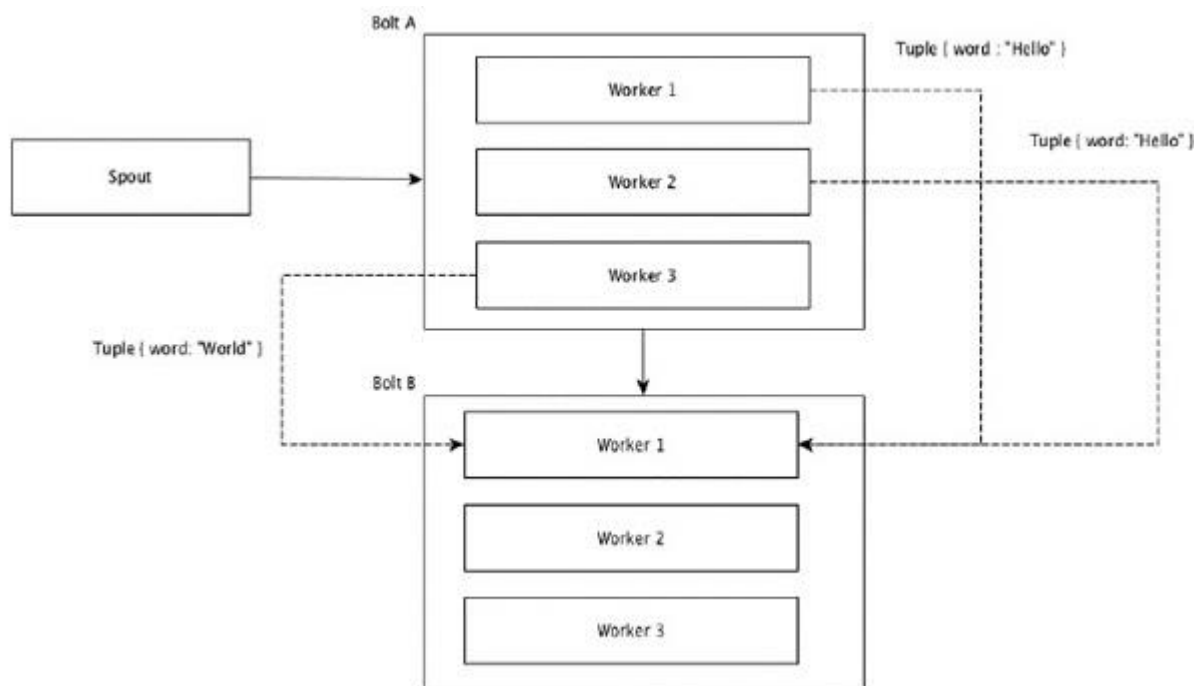 Bolt A
Tuple { word : "Hello" }
Worker 1
Tuple { word: "Hello" }
Spout
Worker 2
Worker 3
Tuple { word: "World" }
Bolt B
Worker 1
Worker 2
Worker 3